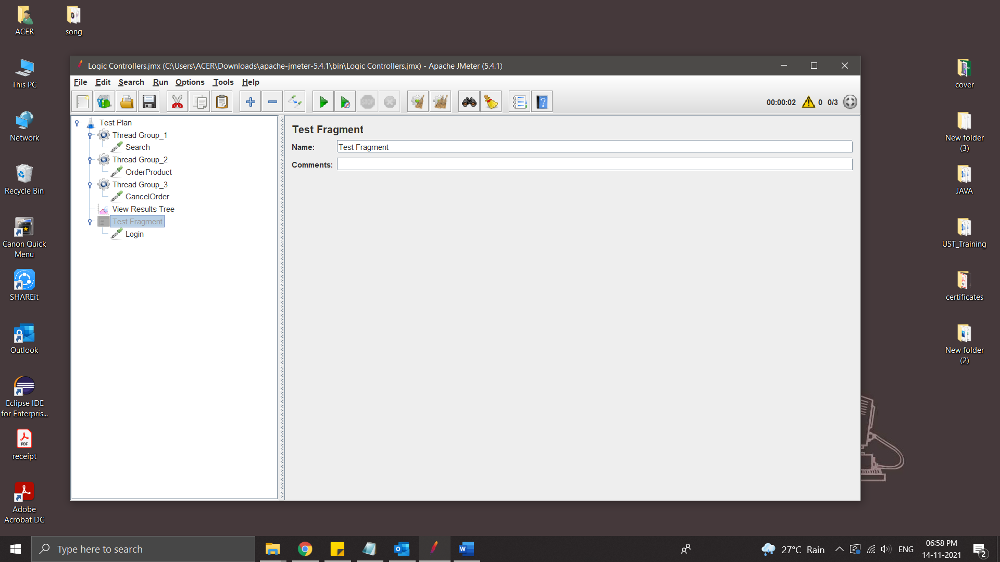 ACER
song
This PC
Network
Recycle Bin
Canon Quick
Menu
SHAREit
Outlook
Eclipse IDE
for Enterpris...
receipt
Adobe
Acrobat DC
Logic Controllers.jmx (C:\Users\ACER\Downloads\apache-jmeter-5.4.1\bin\Logic Controllers.jmx) - Apache JMeter (5.4.1)
File Edit Search Run Options Tools Help
STOP
00:00:02 0 0/3
Test Plan
Thread Group_1
Search
Thread Group_2
OrderProduct
Thread Group_3
CancelOrder
View Results Tree
Test Fragment
Login
Test Fragment
Name: Test Fragment
Comments:
cover
New folder
(3)
JAVA
UST_Training
certificates
New folder
(2)
Type here to search
27°C Rain
ENG
06:58 PM
14-11-2021
2